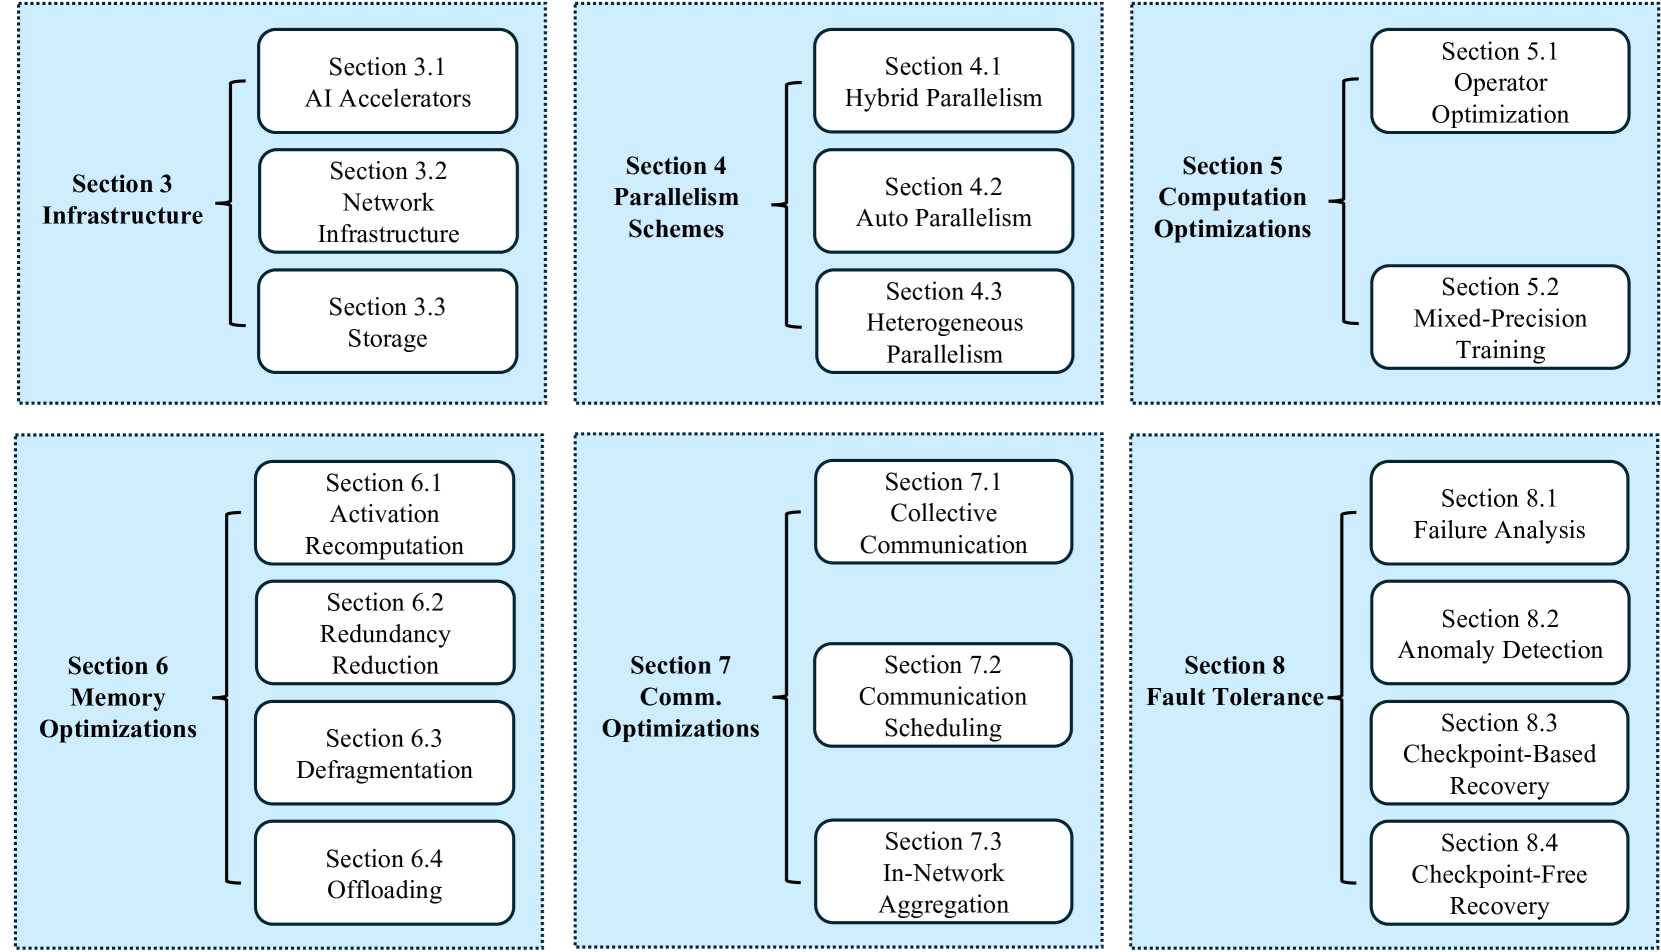 Section 3
Infrastructure
Section 3.1
AI Accelerators
Section 3.2
Network
Infrastructure
Section 3.3
Storage
Section 4
Parallelism
Schemes
Section 4.1
Hybrid Parallelism
Section 4.2
Auto Parallelism
Section 4.3
Heterogeneous
Parallelism
Section 5
Computation
Optimizations
Section 5.1
Operator
Optimization
Section 5.2
Mixed-Precision
Training
Section 6
Memory
Optimizations
Section 6.1
Activation
Recomputation
Section 6.2
Redundancy
Reduction
Section 6.3
Defragmentation
Section 6.4
Offloading
Section 7
Comm.
Optimizations
Section 7.1
Collective
Communication
Section 7.2
Communication
Scheduling
Section 7.3
In-Network
Aggregation
Section 8
Fault Tolerance
Section 8.1
Failure Analysis
Section 8.2
Anomaly Detection
Section 8.3
Checkpoint-Based
Recovery
Section 8.4
Checkpoint-Free
Recovery